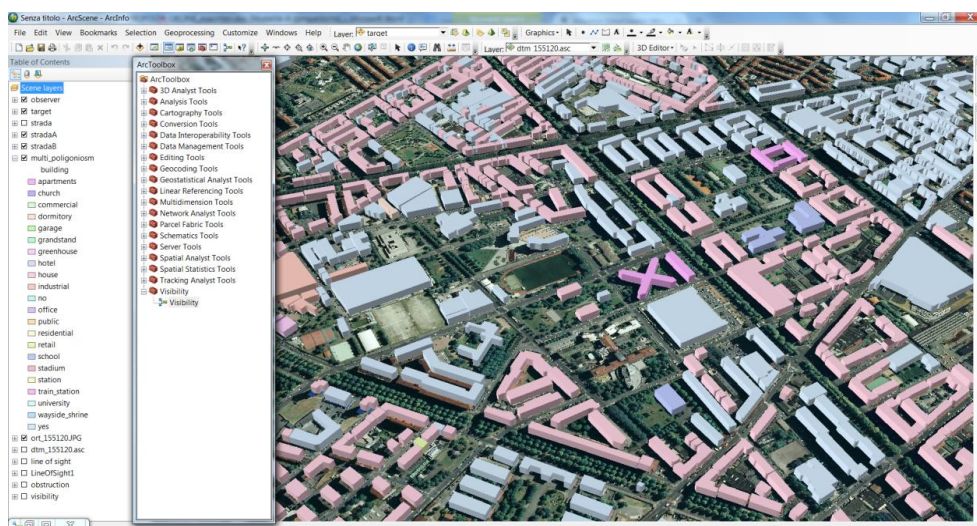 Senza titolo - ArcScene - ArcInfo
File Edit View Bookmarks Selection Geoprocessing Customize Windows Help Layer: target Graphics
Layer: dtm 155120.asc 3D Editor
Table of Contents
Scene layers
observer
target
strada
stradaA
stradaB
multi_poligoniosm
building
apartments
church
commercial
dormitory
garage
grandstand
greenhouse
hotel
house
industrial
no
office
public
residential
retail
school
stadium
station
train_station
university
wayside_shrine
yes
ort_155120.JPG
dtm_155120.asc
line of sight
LineOfSight1
obstruction
visibility
ArcToolbox
ArcToolbox
3D Analyst Tools
Analysis Tools
Cartography Tools
Conversion Tools
Data Interoperability Tools
Data Management Tools
Editing Tools
Geocoding Tools
Geostatistical Analyst Tools
Linear Referencing Tools
Multidimension Tools
Network Analyst Tools
Parcel Fabric Tools
Schematics Tools
Server Tools
Spatial Analyst Tools
Spatial Statistics Tools
Tracking Analyst Tools
Visibility
Visibility